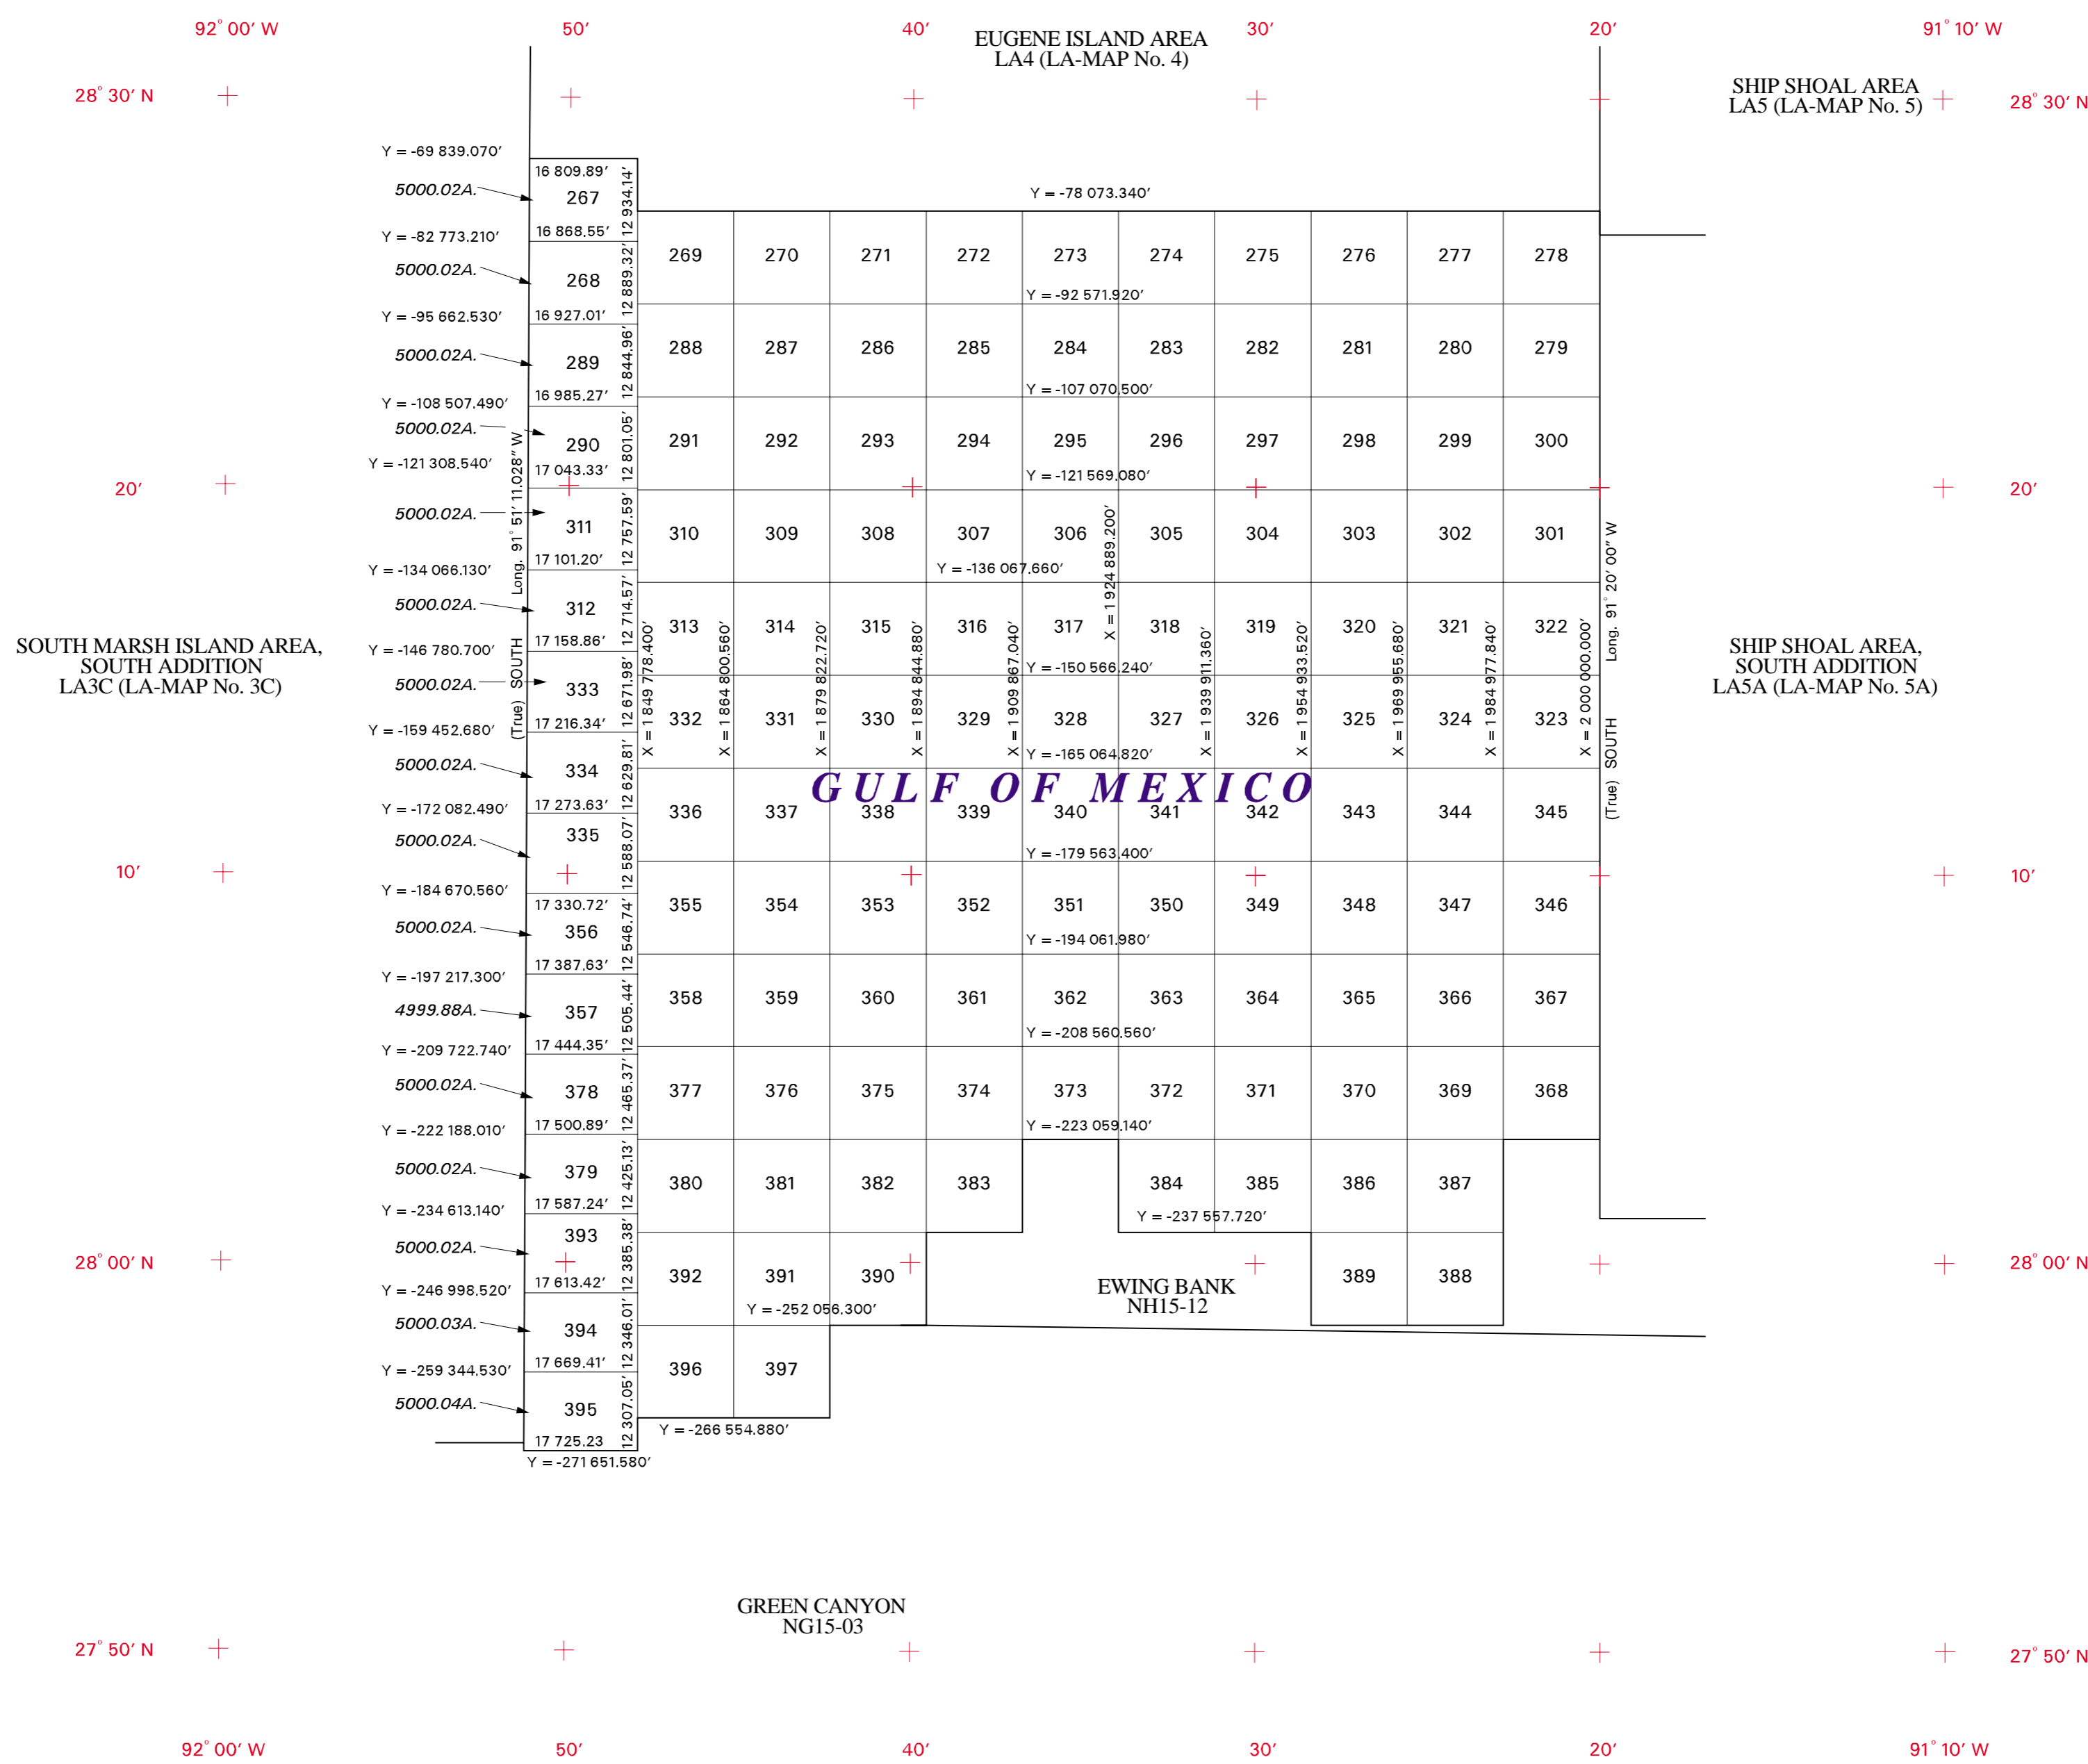 92° 00′ W 50′ 40′ 30′ 20′ 91° 10′ W
EUGENE ISLAND AREA
LA4 (LA-MAP No. 4)
28° 30′ N
SHIP SHOAL AREA
LA5 (LA-MAP No. 5)
28° 30′ N
Y = -69 839.070′
16 809.89′
5000.02A.
267
12 934.14′
16 868.55′
Y = -78 073.340′
Y = -82 773.210′
5000.02A.
268
12 889.32′
16 927.01′
269 270 271 272 273 274 275 276 277 278
Y = -92 571.920′
Y = -95 662.530′
5000.02A.
289
12 844.96′
16 985.27′
288 287 286 285 284 283 282 281 280 279
Y = -107 070.500′
Y = -108 507.490′
5000.02A.
290
12 801.05′
17 043.33′
291 292 293 294 295 296 297 298 299 300
Y = -121 308.540′
Y = -121 569.080′
20′
20′
5000.02A.
311
12 757.59′
17 101.20′
310 309 308 307 306 305 304 303 302 301
Y = -134 066.130′
Y = -136 067.660′
5000.02A.
312
12 714.57′
17 158.86′
313 314 315 316 317 318 319 320 321 322
Y = -146 780.700′
Y = -150 566.240′
5000.02A.
333
12 671.98′
17 216.34′
332 331 330 329 328 327 326 325 324 323
Y = -159 452.680′
Y = -165 064.820′
(True) SOUTH Long. 91° 51′ 11.028″ W
X = 1 849 778.400′
X = 1 864 800.560′
X = 1 879 822.720′
X = 1 894 844.880′
X = 1 909 867.040′
X = 1 924 889.200′
X = 1 939 911.360′
X = 1 954 933.520′
X = 1 969 955.680′
X = 1 984 977.840′
X = 2 000 000.000′
(True) SOUTH Long. 91° 20′ 00″ W
SOUTH MARSH ISLAND AREA,
SOUTH ADDITION
LA3C (LA-MAP No. 3C)
SHIP SHOAL AREA,
SOUTH ADDITION
LA5A (LA-MAP No. 5A)
5000.02A.
334
12 629.81′
17 273.63′
GULF OF MEXICO
336 337 338 339 340 341 342 343 344 345
Y = -172 082.490′
5000.02A.
335
12 588.07′
Y = -179 563.400′
10′
10′
Y = -184 670.560′
17 330.72′
5000.02A.
356
12 546.74′
17 387.63′
355 354 353 352 351 350 349 348 347 346
Y = -194 061.980′
Y = -197 217.300′
4999.88A.
357
12 505.44′
17 444.35′
358 359 360 361 362 363 364 365 366 367
Y = -208 560.560′
Y = -209 722.740′
5000.02A.
378
12 465.37′
17 500.89′
377 376 375 374 373 372 371 370 369 368
Y = -222 188.010′
Y = -223 059.140′
5000.02A.
379
12 425.13′
17 587.24′
380 381 382 383 384 385 386 387
Y = -234 613.140′
Y = -237 557.720′
5000.02A.
393
12 385.38′
17 613.42′
28° 00′ N
28° 00′ N
392 391 390 389 388
EWING BANK
NH15-12
Y = -246 998.520′
Y = -252 056.300′
5000.03A.
394
12 346.01′
17 669.41′
396 397
Y = -259 344.530′
5000.04A.
395
12 307.05′
17 725.23
Y = -266 554.880′
Y = -271 651.580′
GREEN CANYON
NG15-03
27° 50′ N
27° 50′ N
92° 00′ W 50′ 40′ 30′ 20′ 91° 10′ W